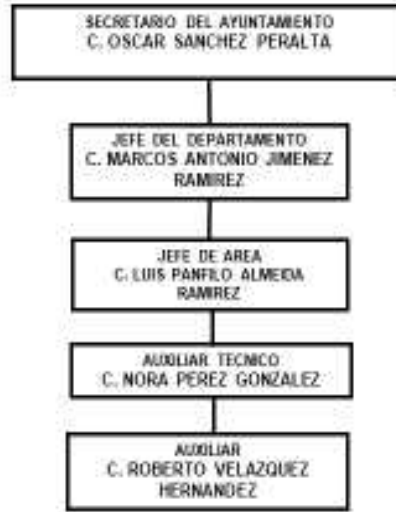 SECRETARIO DEL AYUNTAMIENTO
C. OSCAR SANCHEZ PERALTA
JEFE DEL DEPARTAMENTO
C. MARCOS ANTONIO JIMENEZ
RAMIREZ
JEFE DE AREA
C. LUIS PANFILO ALMEIDA
RAMIREZ
AUXILIAR TECNICO
C. NORA PEREZ GONZALEZ
AUXILIAR
C. ROBERTO VELAZQUEZ
HERNANDEZ